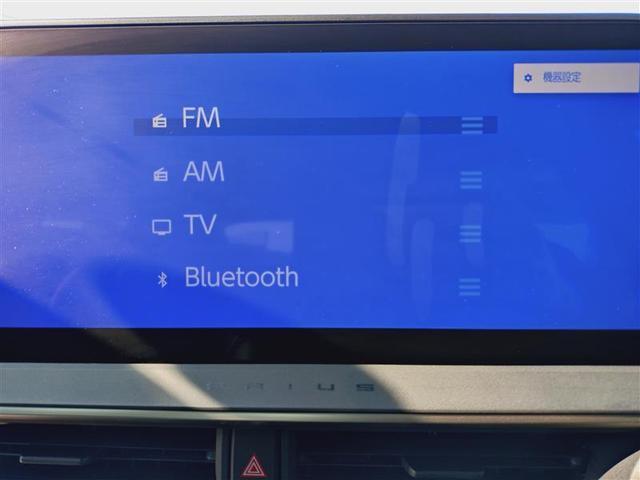 機器設定
FM
AM
TV
Bluetooth
PRIUS